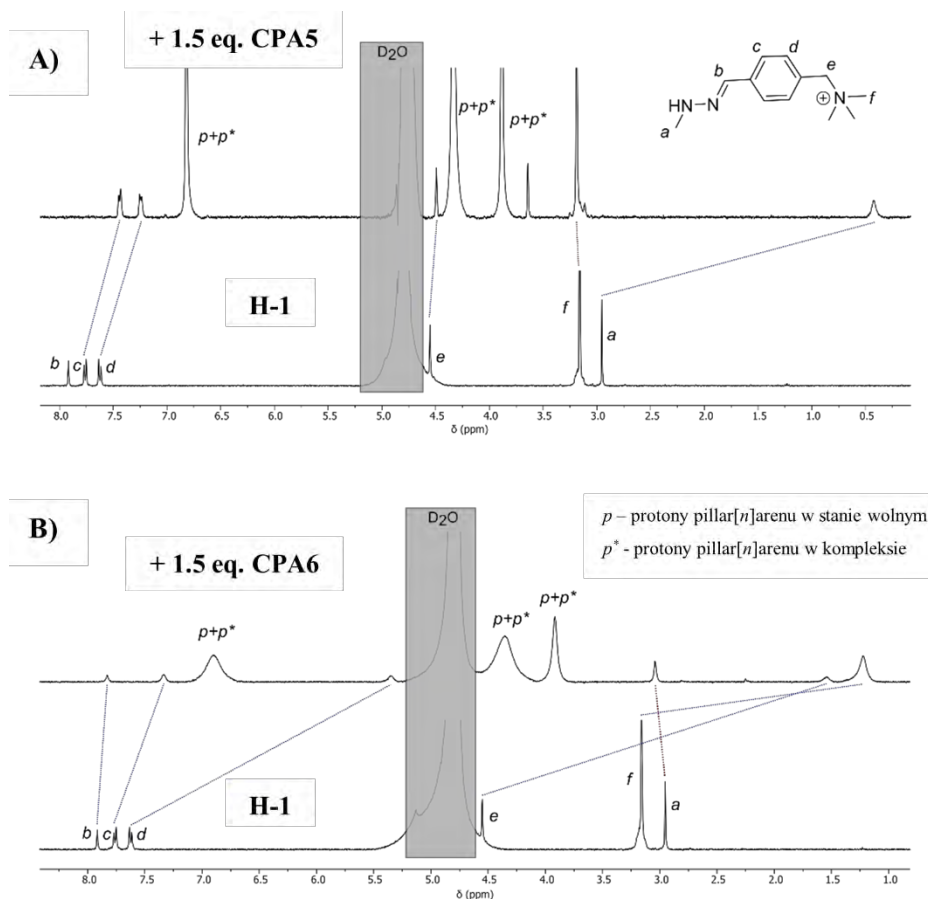 A)
+ 1.5 eq. CPA5
D₂O
p+p*
p+p*
p+p*
c
d
b
e
HN
N
N
⊕
f
a
H-1
b
c
d
e
f
a
8.0 7.5 7.0 6.5 6.0 5.5 5.0 4.5 4.0 3.5 3.0 2.5 2.0 1.5 1.0 0.5
δ (ppm)
B)
+ 1.5 eq. CPA6
D₂O
p – protony pillar[n]arenu w stanie wolnym
p* - protony pillar[n]arenu w kompleksie
p+p*
p+p*
p+p*
H-1
b
c
d
e
f
a
8.0 7.5 7.0 6.5 6.0 5.5 5.0 4.5 4.0 3.5 3.0 2.5 2.0 1.5 1.0
δ (ppm)